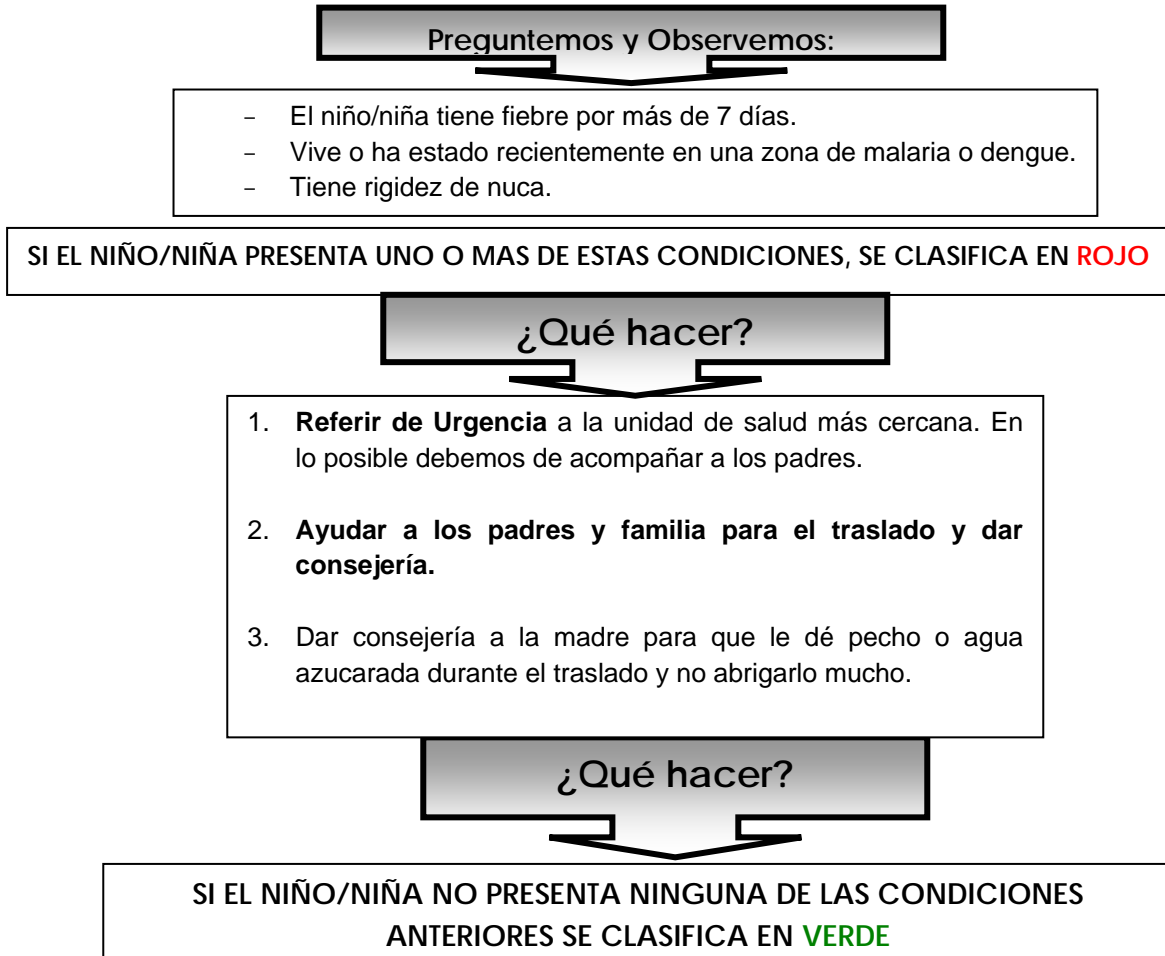 Preguntemos y Observemos:
- El niño/niña tiene fiebre por más de 7 días.
- Vive o ha estado recientemente en una zona de malaria o dengue.
- Tiene rigidez de nuca.
SI EL NIÑO/NIÑA PRESENTA UNO O MAS DE ESTAS CONDICIONES, SE CLASIFICA EN ROJO
¿Qué hacer?
1. Referir de Urgencia a la unidad de salud más cercana. En
lo posible debemos de acompañar a los padres.
2. Ayudar a los padres y familia para el traslado y dar
consejería.
3. Dar consejería a la madre para que le dé pecho o agua
azucarada durante el traslado y no abrigarlo mucho.
¿Qué hacer?
SI EL NIÑO/NIÑA NO PRESENTA NINGUNA DE LAS CONDICIONES
ANTERIORES SE CLASIFICA EN VERDE